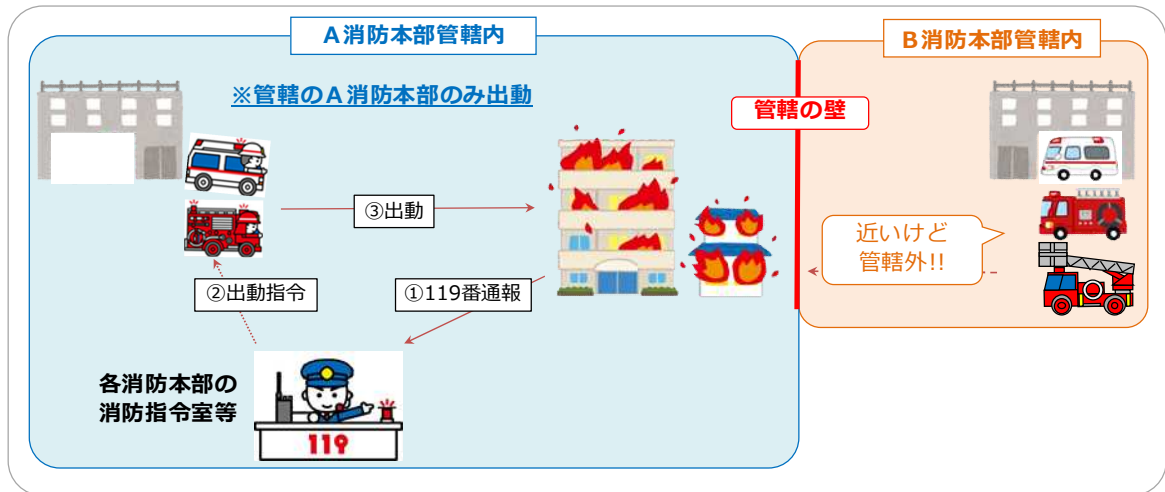 A消防本部管轄内
B消防本部管轄内
※管轄のA消防本部のみ出動
管轄の壁
③出動
近いけど
管轄外!!
②出動指令
①119番通報
各消防本部の
消防指令室等
119